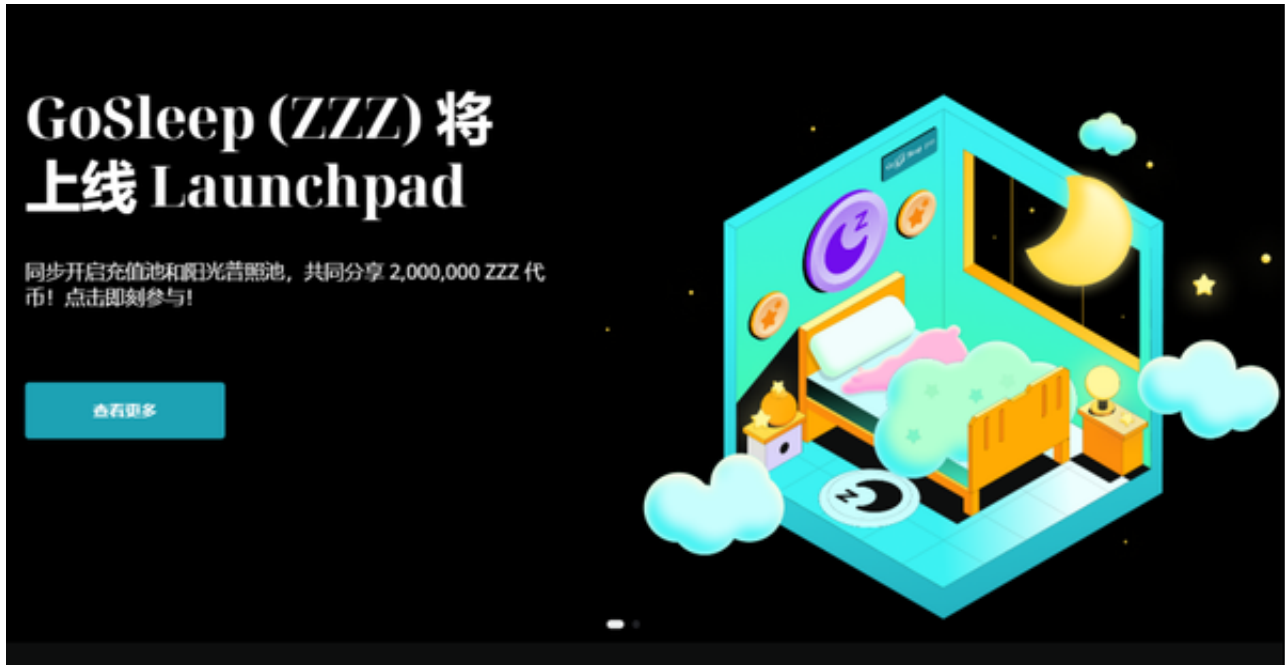 GoSleep (ZZZ) 将
上线 Launchpad
同步开启充值池和阳光普照池，共同分享 2,000,000 ZZZ 代
币！点击即刻参与！
查看更多
Z
Z